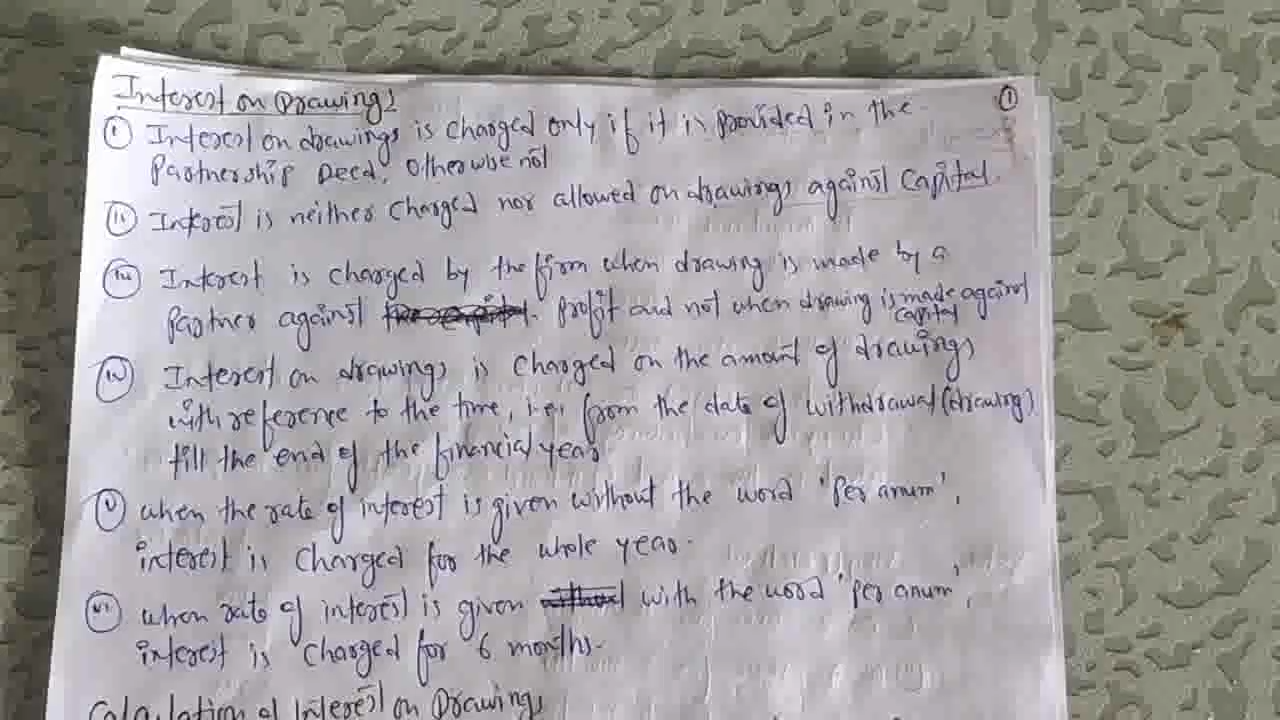 Interest on Drawings
①
(i) Interest on drawings is charged only if it is provided in the
Partnership Deed, otherwise not
(ii) Interest is neither charged nor allowed on drawings against Capital.
(iii) Interest is charged by the firm when drawing is made by a
Partner against profit and not when drawing is made against
capital
(iv) Interest on drawings is charged on the amount of drawings
with reference to the time, i.e., from the date of withdrawal (drawing)
till the end of the financial year
(v) when the rate of interest is given without the word 'Per anum',
interest is charged for the whole year.
(vi) when rate of interest is given with the word 'per anum',
interest is charged for 6 months.
Calculation of Interest on Drawings